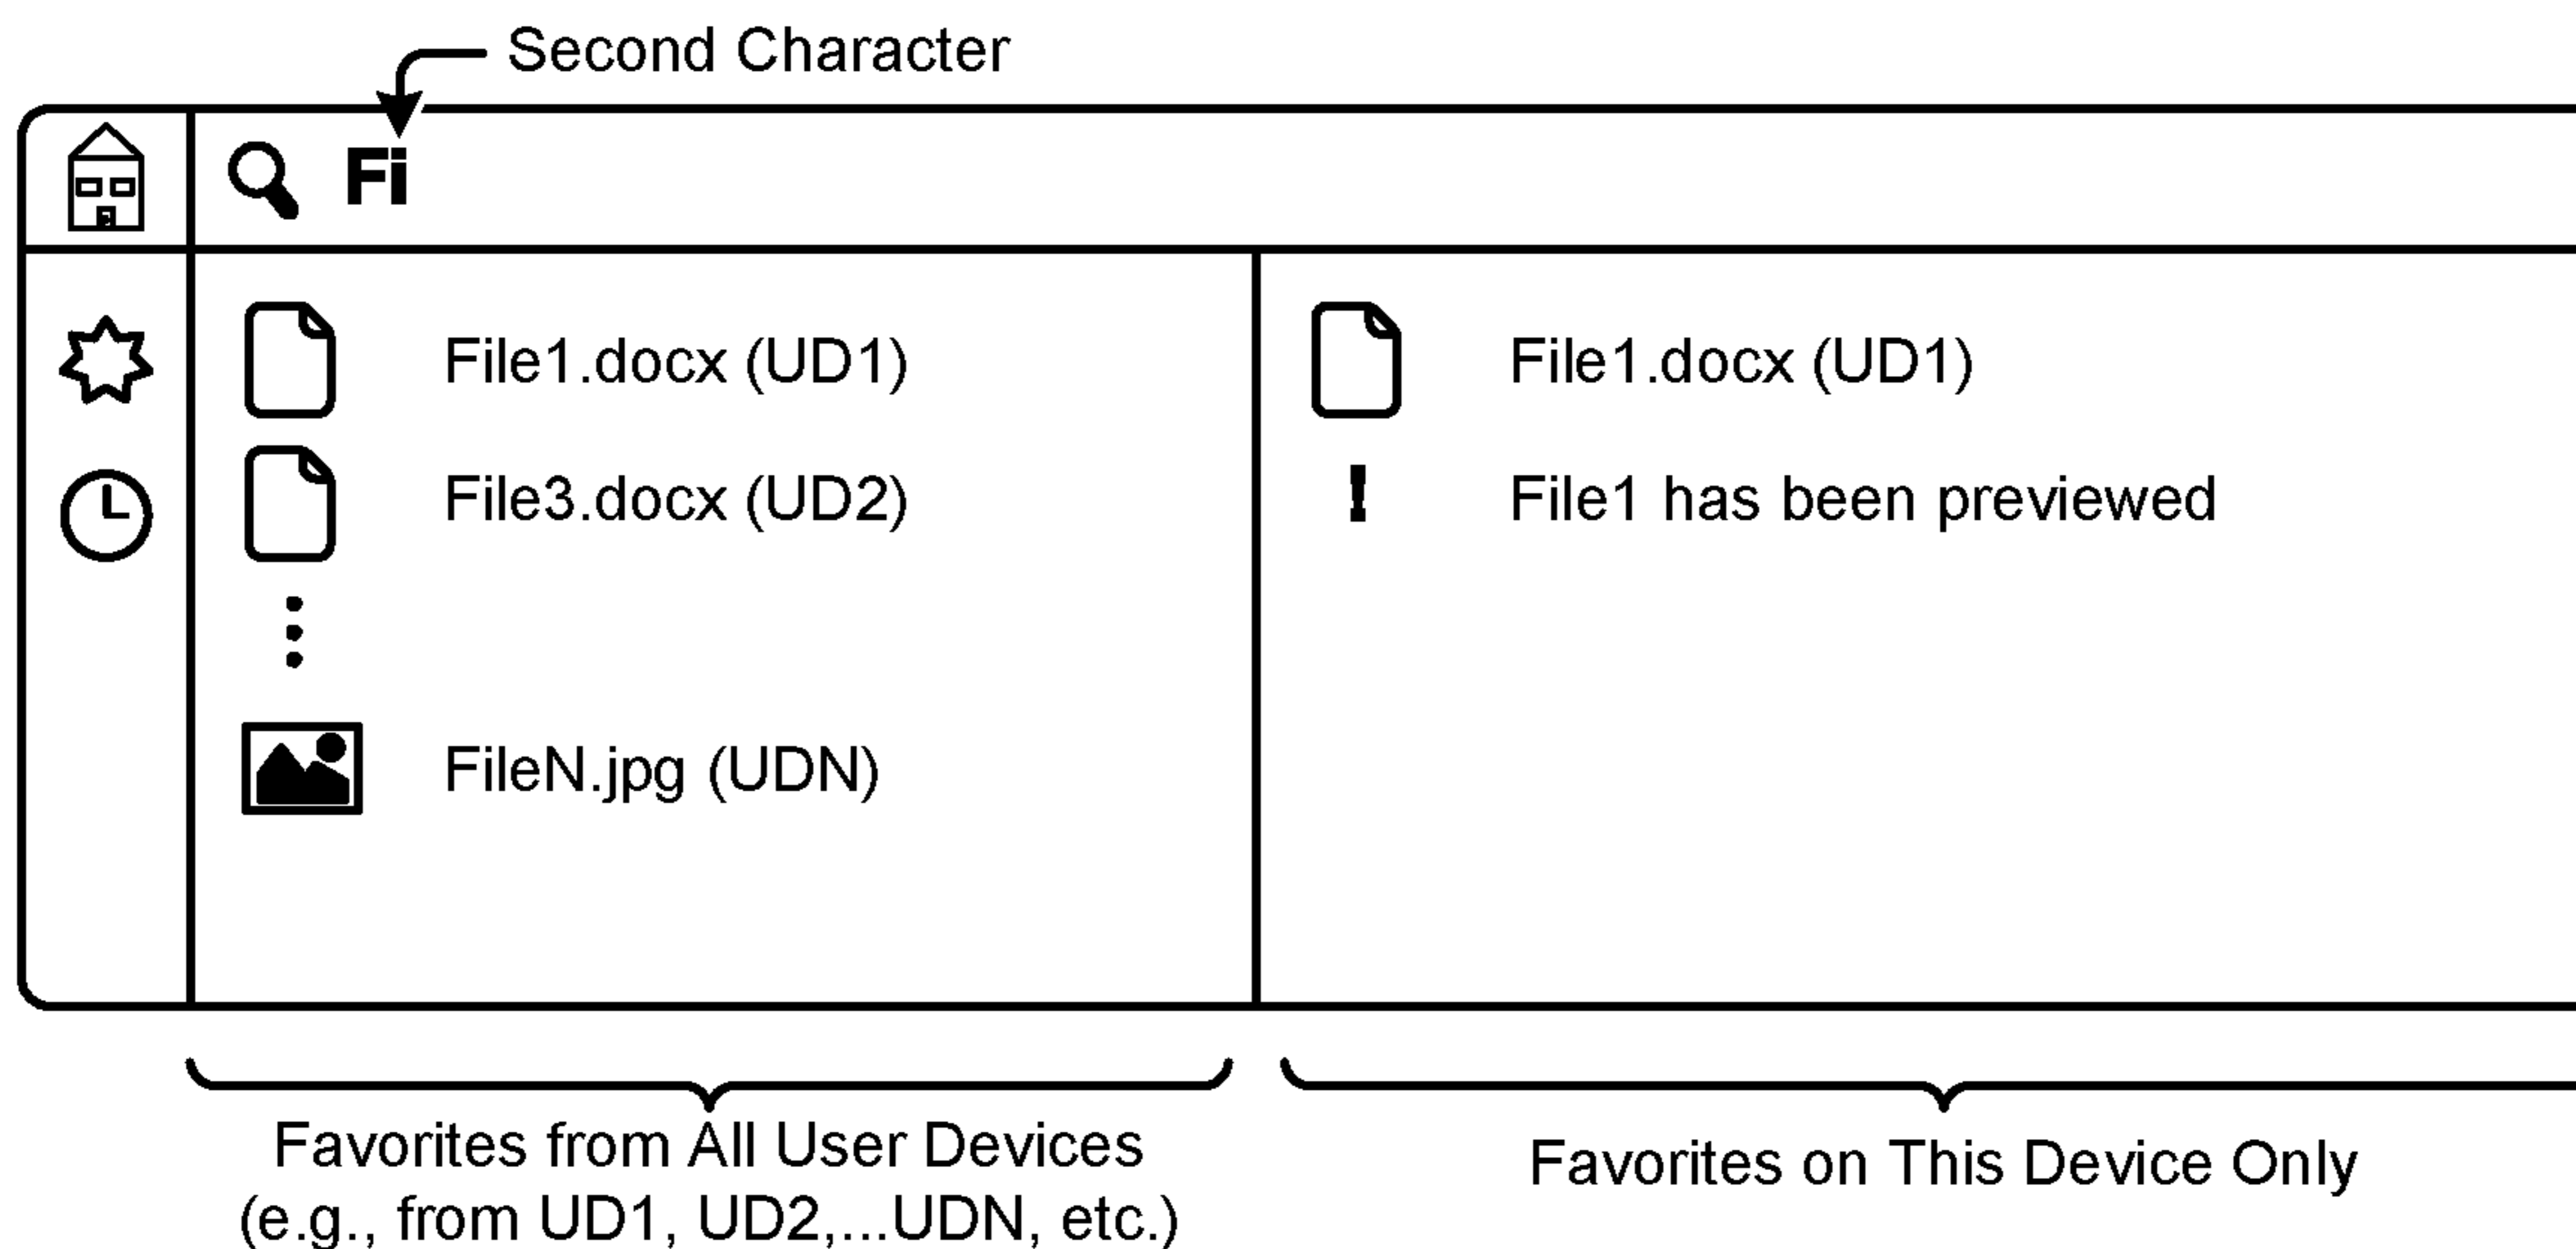 Second Character
Fi
File1.docx (UD1)
File3.docx (UD2)
FileN.jpg (UDN)
File1.docx (UD1)
! File1 has been previewed
Favorites from All User Devices
(e.g., from UD1, UD2,...UDN, etc.)
Favorites on This Device Only